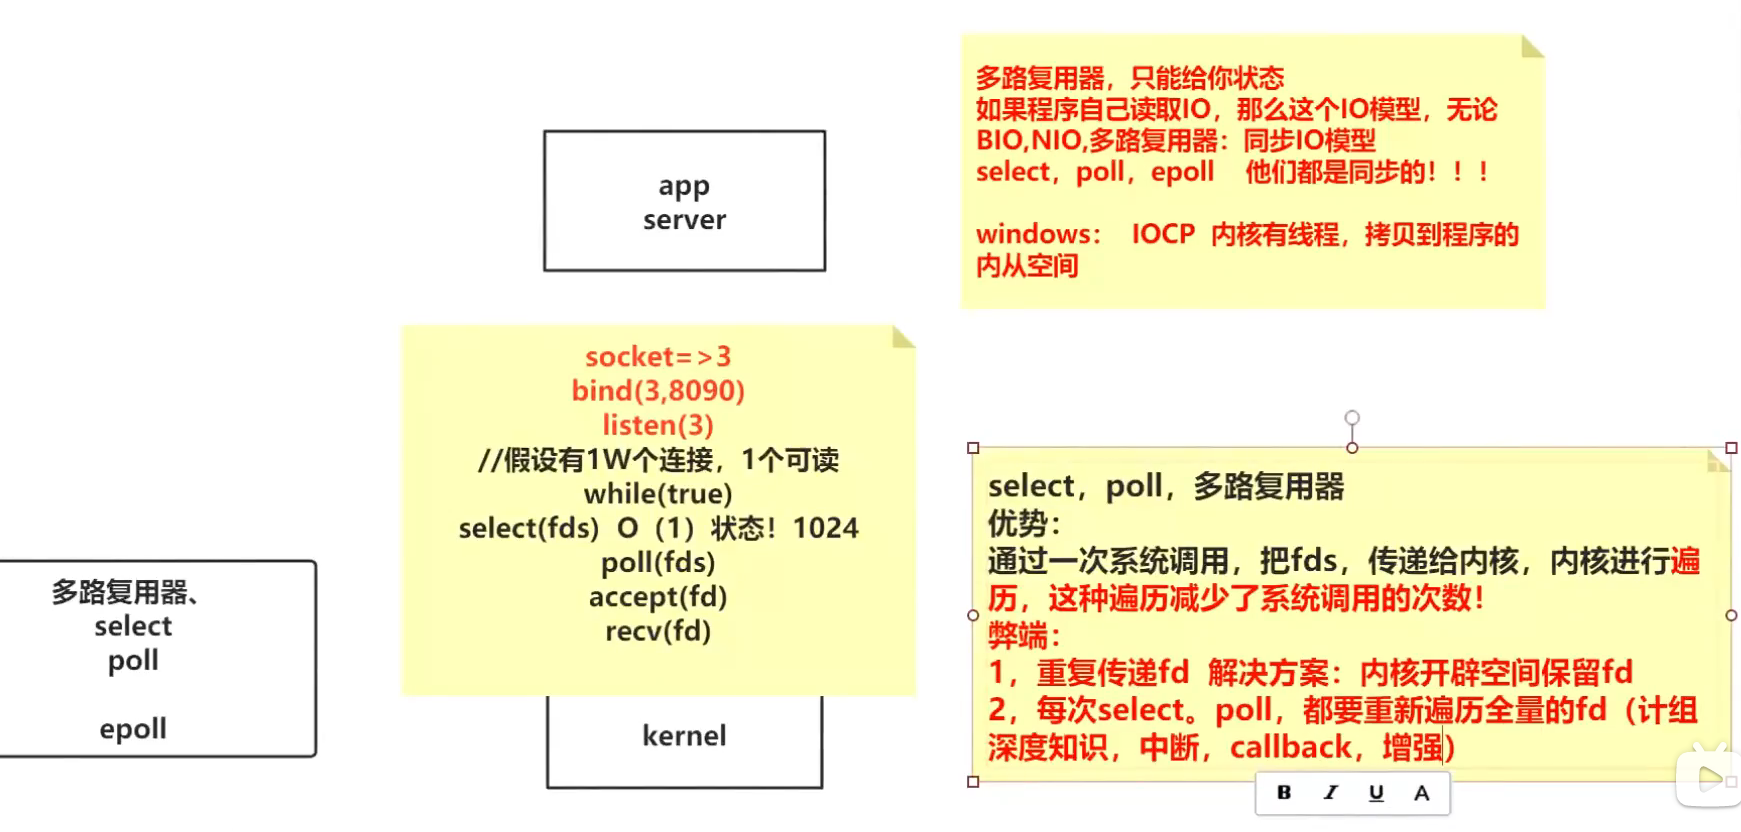 多路复用器，只能给你状态
如果程序自己读取IO，那么这个IO模型，无论
BIO,NIO,多路复用器：同步IO模型
select，poll，epoll 他们都是同步的！！！
windows： IOCP 内核有线程，拷贝到程序的
内从空间
app
server
socket=>3
bind(3,8090)
listen(3)
//假设有1W个连接，1个可读
while(true)
select(fds) O（1）状态！1024
poll(fds)
accept(fd)
recv(fd)
kernel
多路复用器、
select
poll
epoll
select，poll，多路复用器
优势：
通过一次系统调用，把fds，传递给内核，内核进行遍
历，这种遍历减少了系统调用的次数！
弊端：
1，重复传递fd 解决方案：内核开辟空间保留fd
2，每次select。poll，都要重新遍历全量的fd（计组
深度知识，中断，callback，增强）
B I U A